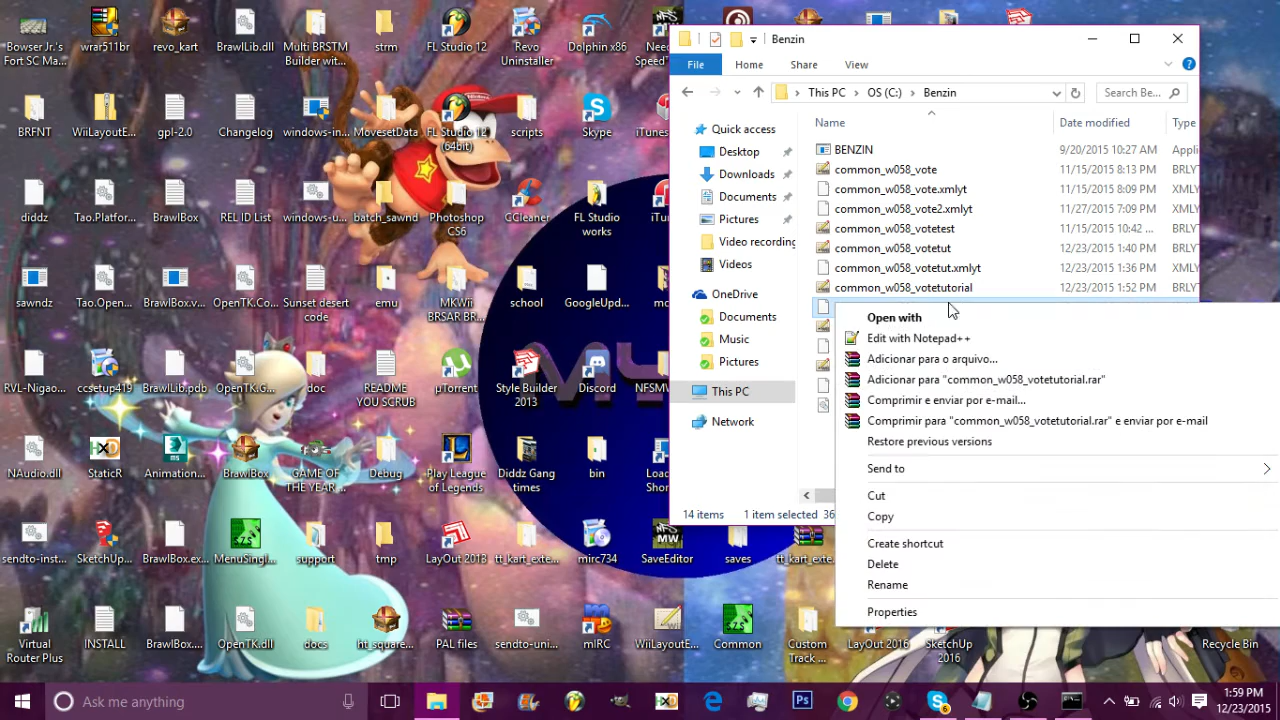 Bowser's
Fort SC Ma...
wrar511br
revo_kart
BrawlLib.dll
Multi BRSTM
Builder wit...
strm
FL Studio 12
Revo
Uninstaller
Dolphin x86
BRFNT
WiiLayoutE...
gpl-2.0
Changelog
windows-in...
MovesetData
FL Studio 12
(64bit)
scripts
Skype
diddz
Tao.Platfor...
BrawlBox
REL ID List
windows-u...
batch_sawnd
Photoshop
CS6
CCleaner
FL Studio
works
sawndz
Tao.Open...
BrawlBox.v...
OpenTK.Co...
Sunset desert
code
emu
MKWii
BRSAR BR...
school
GoogleUpd...
RVL-Nigao...
ccsetup419
BrawlLib.pdb
OpenTK.G...
doc
README
YOU SCRUB
µTorrent
Style Builder
2013
Discord
NAudio.dll
StaticR
Animation...
BrawlBox
GAME OF
THE YEAR ...
Debug
Play League
of Legends
Diddz Gang
times
bin
sendto-inst...
SketchUp...
BrawlBox.ex...
MenuSingl...
support
tmp
LayOut 2013
tt_kart_exte...
mirc734
SaveEditor
saves
tt_kart_exte...
Virtual
Router Plus
INSTALL
BrawlBox...
OpenTK.dll
docs
ht_square...
PAL files
sendto-uni...
mIRC
WiiLayoutE...
Common
Custom
Track ...
LayOut 2016
SketchUp
2016
Recycle Bin
Benzin
File
Home
Share
View
This PC
OS (C:)
Benzin
Search Be...
Name
Date modified
Type
Quick access
Desktop
Downloads
Documents
Pictures
Video recording
Videos
OneDrive
Documents
Music
Pictures
This PC
Network
BENZIN 9/20/2015 10:27 AM Appli
common_w058_vote 11/15/2015 8:13 PM BRLY
common_w058_vote.xmlyt 11/15/2015 8:09 PM XMLY
common_w058_vote2.xmlyt 11/27/2015 7:09 PM XMLY
common_w058_votetest 11/15/2015 10:42 ... BRLY
common_w058_votetut 12/23/2015 1:40 PM BRLY
common_w058_votetut.xmlyt 12/23/2015 1:36 PM XMLY
common_w058_votetutorial 12/23/2015 1:52 PM BRLY
14 items
1 item selected 36
Open with
Edit with Notepad++
Adicionar para o arquivo...
Adicionar para "common_w058_votetutorial.rar"
Comprimir e enviar por e-mail...
Comprimir para "common_w058_votetutorial.rar" e enviar por e-mail
Restore previous versions
Send to
Cut
Copy
Create shortcut
Delete
Rename
Properties
Ask me anything
1:59 PM
12/23/2015